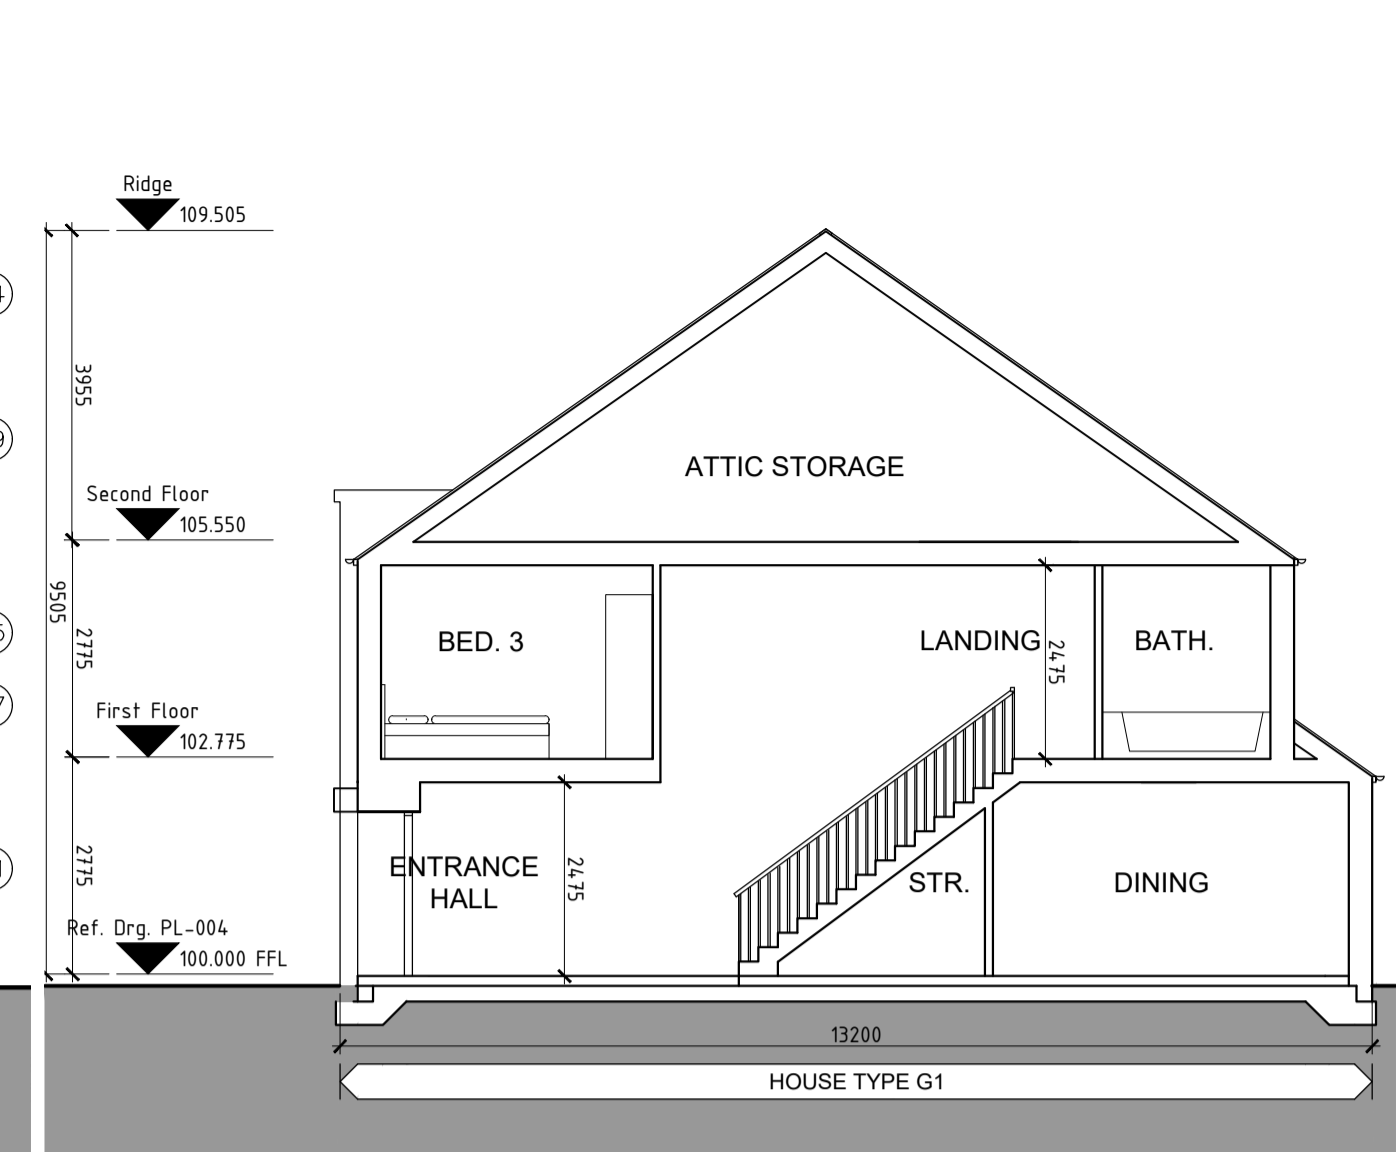 Ridge
109.505
3955
ATTIC STORAGE
Second Floor
105.550
9505
2775
BED. 3
LANDING
2475
BATH.
First Floor
102.775
2775
ENTRANCE
HALL
2475
STR.
DINING
Ref. Drg. PL-004
100.000 FFL
13200
HOUSE TYPE G1